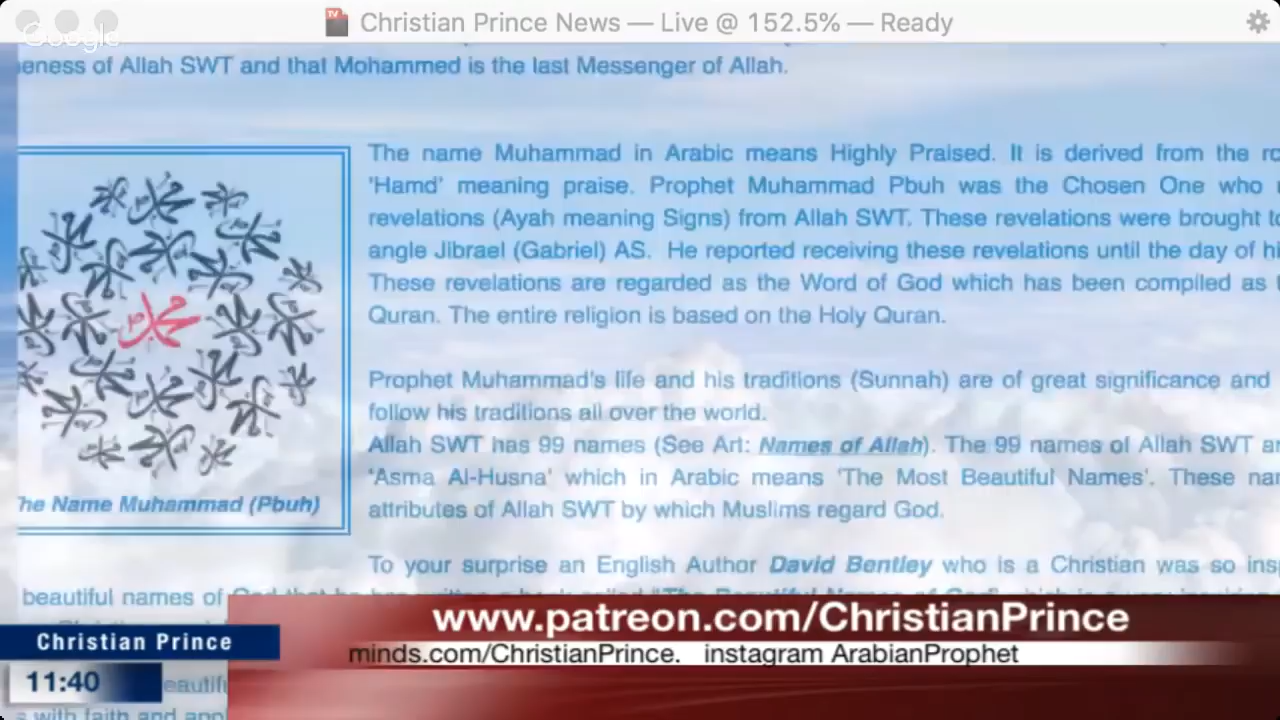 Christian Prince News — Live @ 152.5% — Ready
Google
eness of Allah SWT and that Mohammed is the last Messenger of Allah.
The name Muhammad in Arabic means Highly Praised. It is derived from the
'Hamd' meaning praise. Prophet Muhammad Pbuh was the Chosen One who
revelations (Ayah meaning Signs) from Allah SWT. These revelations were brought
angle Jibrael (Gabriel) AS. He reported receiving these revelations until the day of
These revelations are regarded as the Word of God which has been compiled as
Quran. The entire religion is based on the Holy Quran.
محمد
The Name Muhammad (Pbuh)
Prophet Muhammad's life and his traditions (Sunnah) are of great significance and
follow his traditions all over the world.
Allah SWT has 99 names (See Art: Names of Allah). The 99 names of Allah SWT
'Asma Al-Husna' which in Arabic means 'The Most Beautiful Names'. These
attributes of Allah SWT by which Muslims regard God.
To your surprise an English Author David Bentley who is a Christian was so
beautiful names of
www.patreon.com/ChristianPrince
Christian Prince
minds.com/ChristianPrince. instagram ArabianProphet
11:40
with faith and